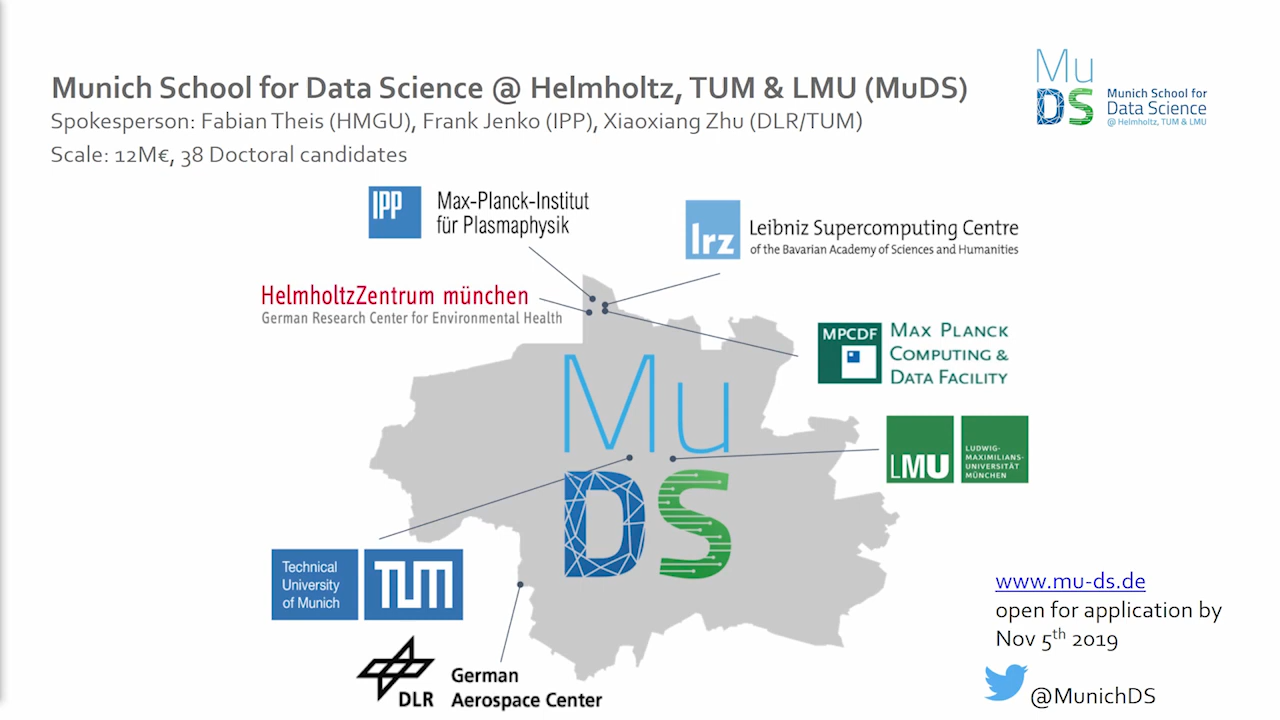 Munich School for Data Science @ Helmholtz, TUM & LMU (MuDS)
Spokesperson: Fabian Theis (HMGU), Frank Jenko (IPP), Xiaoxiang Zhu (DLR/TUM)
Scale: 12M€, 38 Doctoral candidates
Mu
DS
Munich School for
Data Science
@ Helmholtz, TUM & LMU
IPP
Max-Planck-Institut
für Plasmaphysik
lrz
Leibniz Supercomputing Centre
of the Bavarian Academy of Sciences and Humanities
HelmholtzZentrum münchen
German Research Center for Environmental Health
MPCDF
MAX PLANCK
COMPUTING &
DATA FACILITY
Mu
DS
LMU
LUDWIG-
MAXIMILIANS-
UNIVERSITÄT
MÜNCHEN
Technical
University
of Munich
TUM
DLR
German
Aerospace Center
www.mu-ds.de
open for application by
Nov 5th 2019
@MunichDS